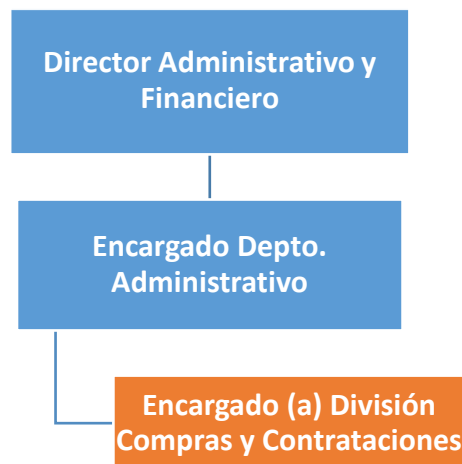 Director Administrativo y
Financiero
Encargado Depto.
Administrativo
Encargado (a) División
Compras y Contrataciones